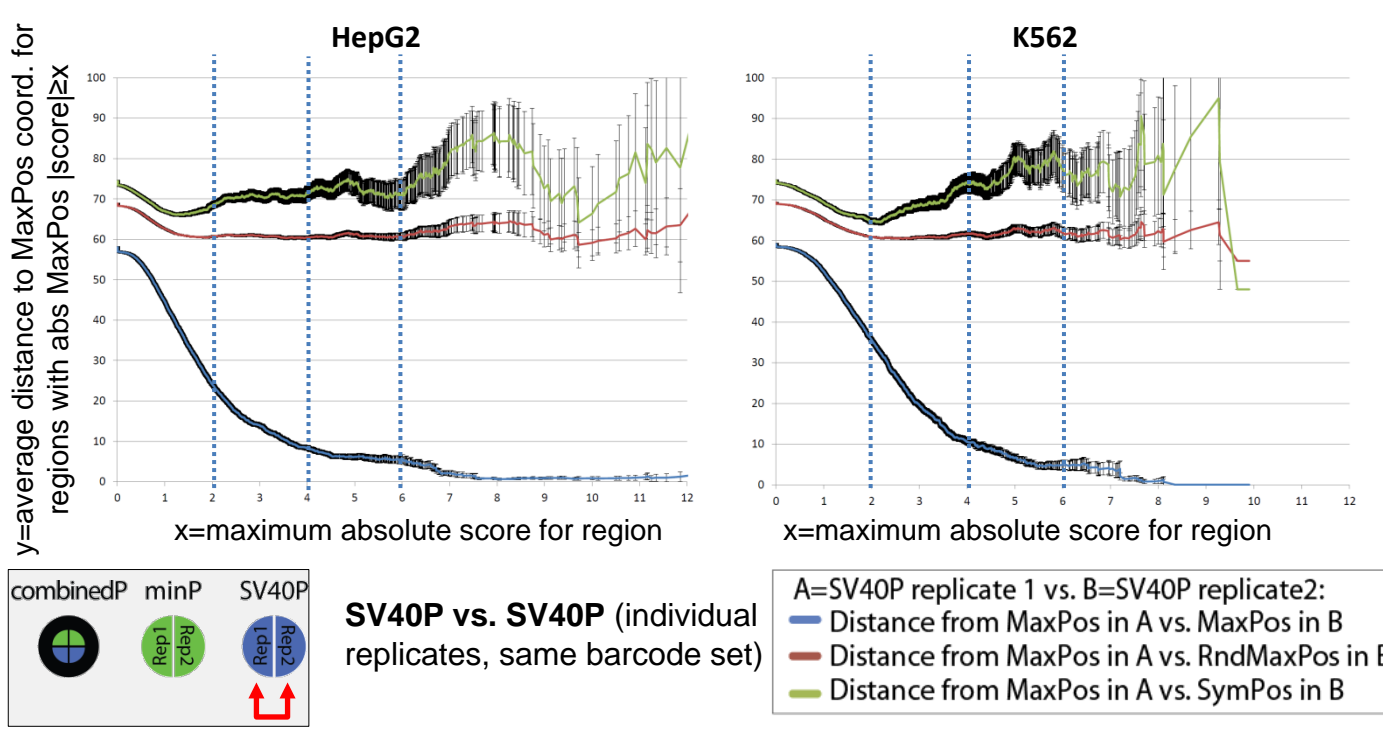 HepG2
K562
y=average distance to MaxPos coord. for
regions with abs MaxPos |score|≥x
100
90
80
70
60
50
40
30
20
10
0
0 1 2 3 4 5 6 7 8 9 10 11 12
x=maximum absolute score for region
100
90
80
70
60
50
40
30
20
10
0
0 1 2 3 4 5 6 7 8 9 10 11 12
x=maximum absolute score for region
combinedP minP SV40P
Rep1 Rep2 Rep1 Rep2
SV40P vs. SV40P (individual
replicates, same barcode set)
A=SV40P replicate 1 vs. B=SV40P replicate2:
Distance from MaxPos in A vs. MaxPos in B
Distance from MaxPos in A vs. RndMaxPos in B
Distance from MaxPos in A vs. SymPos in B